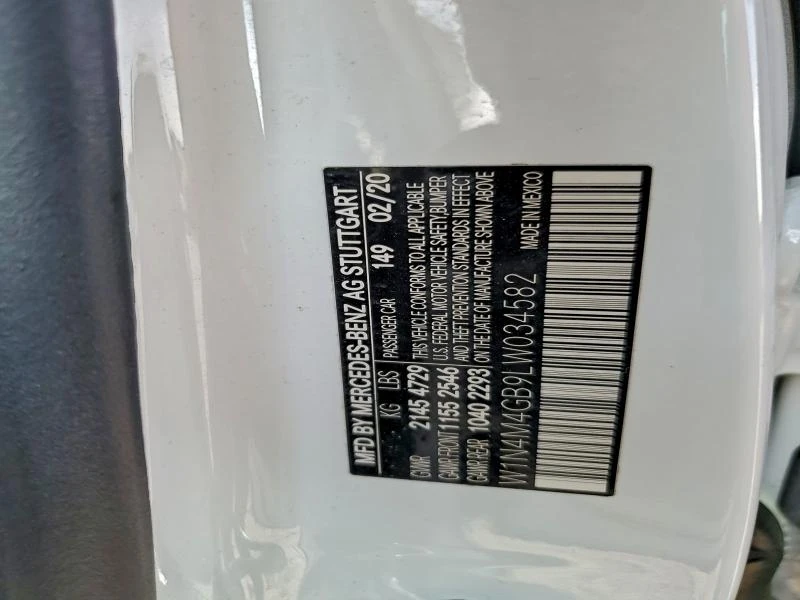 MFD BY MERCEDES-BENZ AG STUTTGART
KG LBS PASSENGER CAR 149 02/20
GVWR 2145 4729 THIS VEHICLE CONFORMS TO ALL APPLICABLE
GAWR FRONT 1155 2546 U.S. FEDERAL MOTOR VEHICLE SAFETY, BUMPER
GAWR REAR 1040 2293 AND THEFT PREVENTION STANDARDS IN EFFECT
ON THE DATE OF MANUFACTURE SHOWN ABOVE
W1N4M4GB9LW034582 MADE IN MEXICO